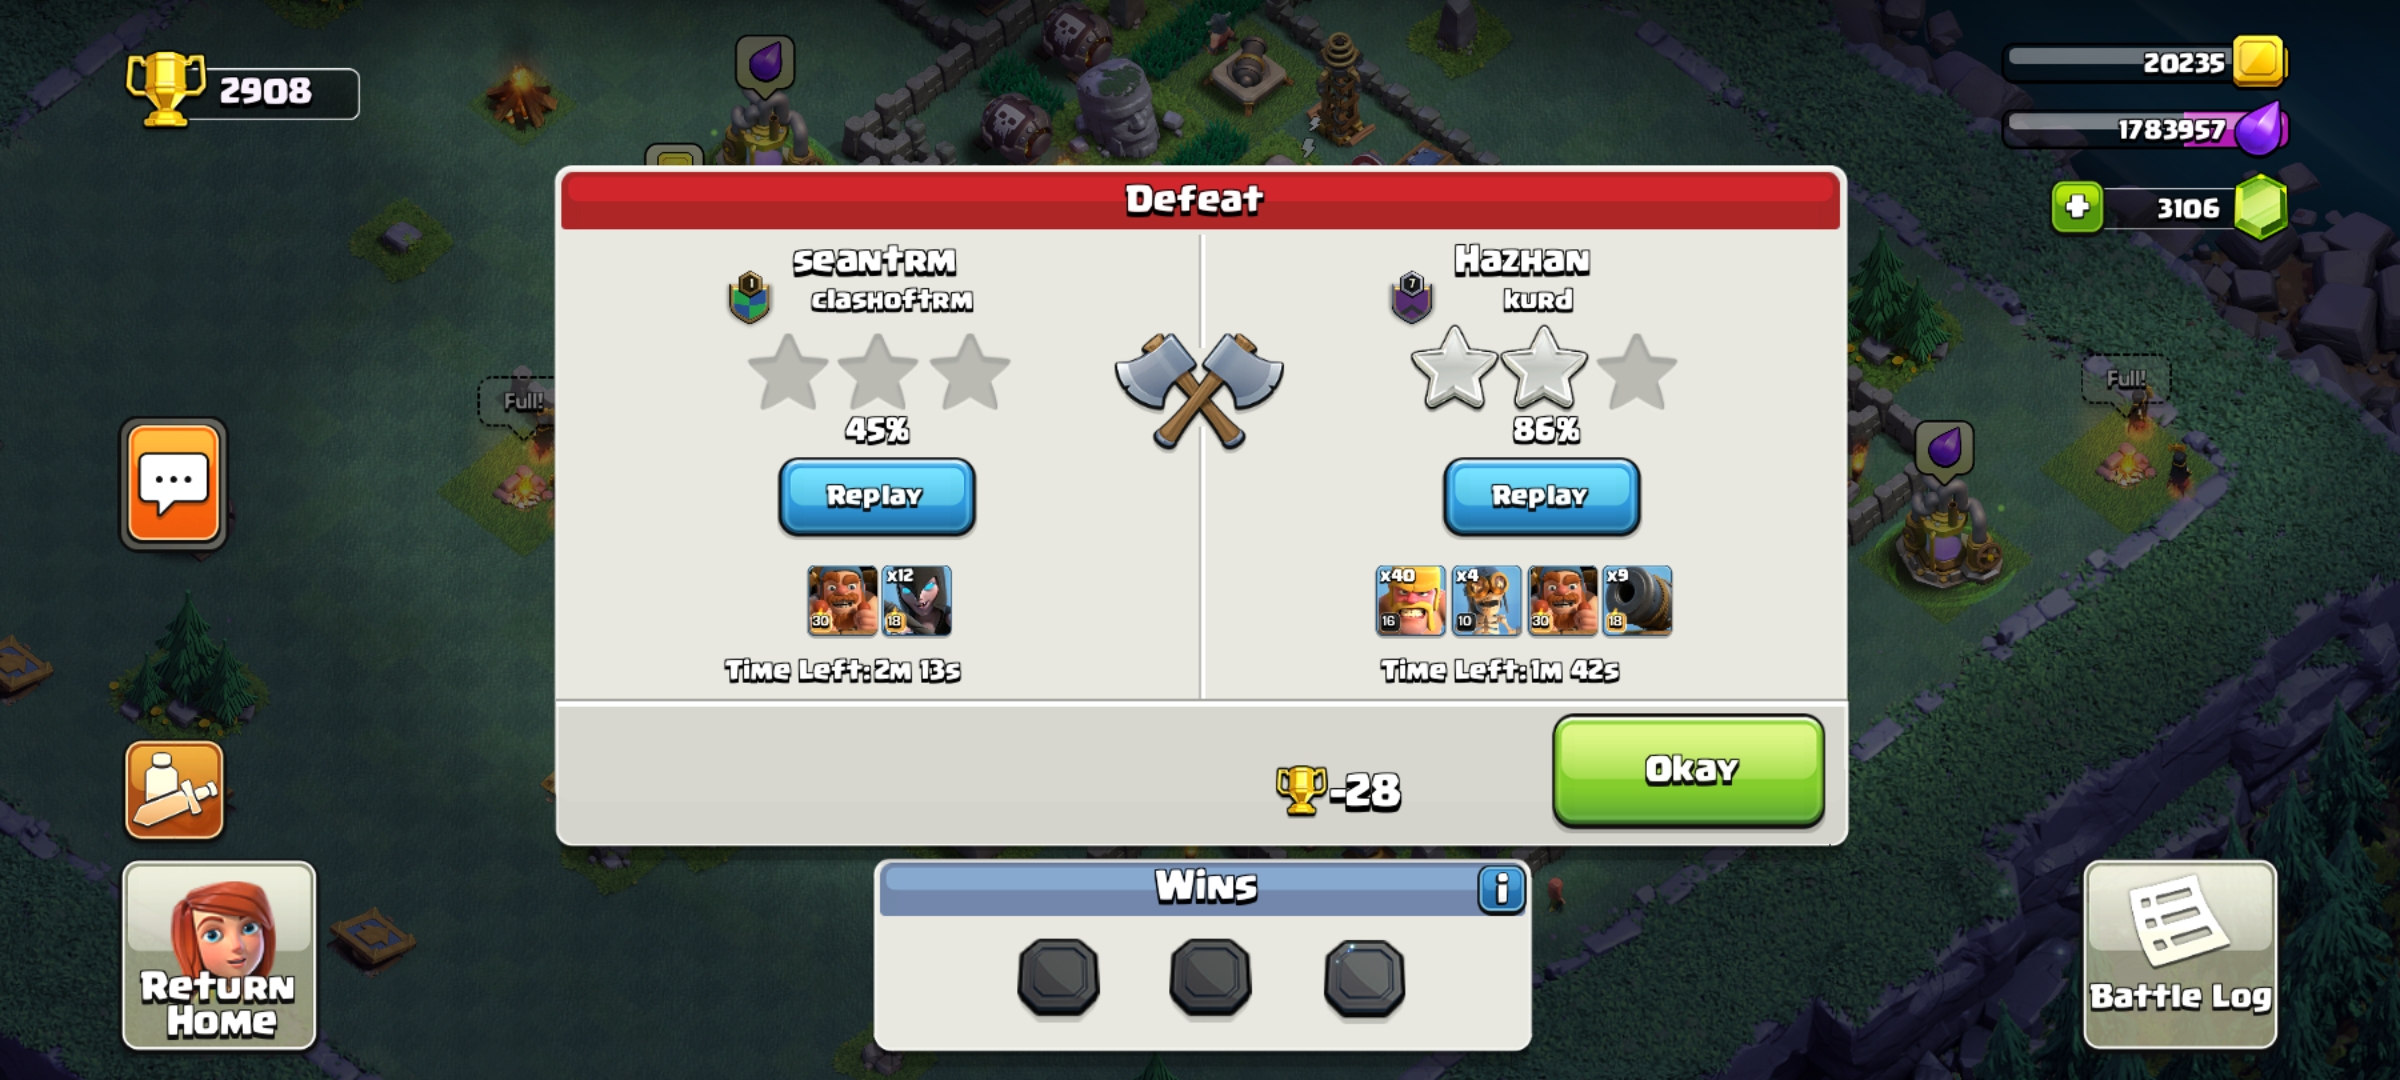 2908
20235
1783957
3106
Defeat
seantrm
clashoftrm
1
45%
Replay
30
x12
18
Time Left:2m 13s
Hazhan
kurd
7
86%
Replay
x40
16
x4
10
30
x9
18
Time Left:1m 42s
Full!
Full!
-28
Okay
Wins
i
Return
Home
Battle Log